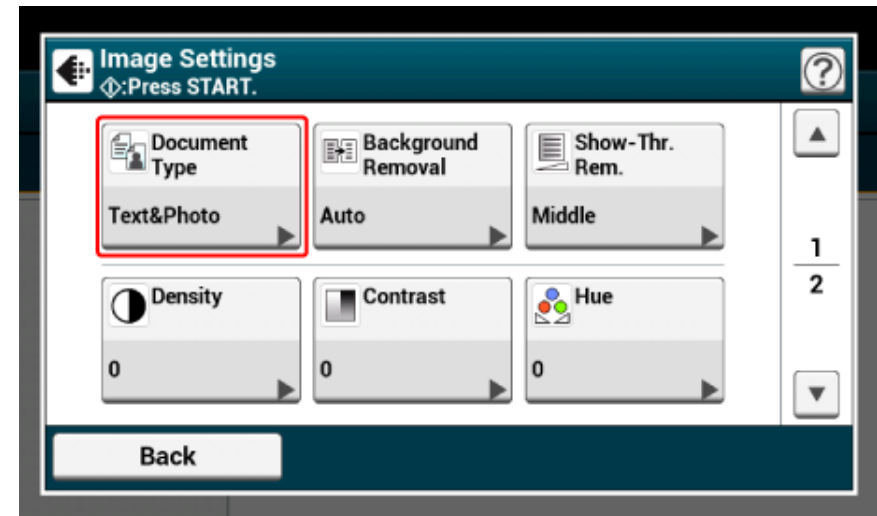 Image Settings
:Press START.
?
Document
Type
Text&Photo
Background
Removal
Auto
Show-Thr.
Rem.
Middle
1
2
Density
0
Contrast
0
Hue
0
Back